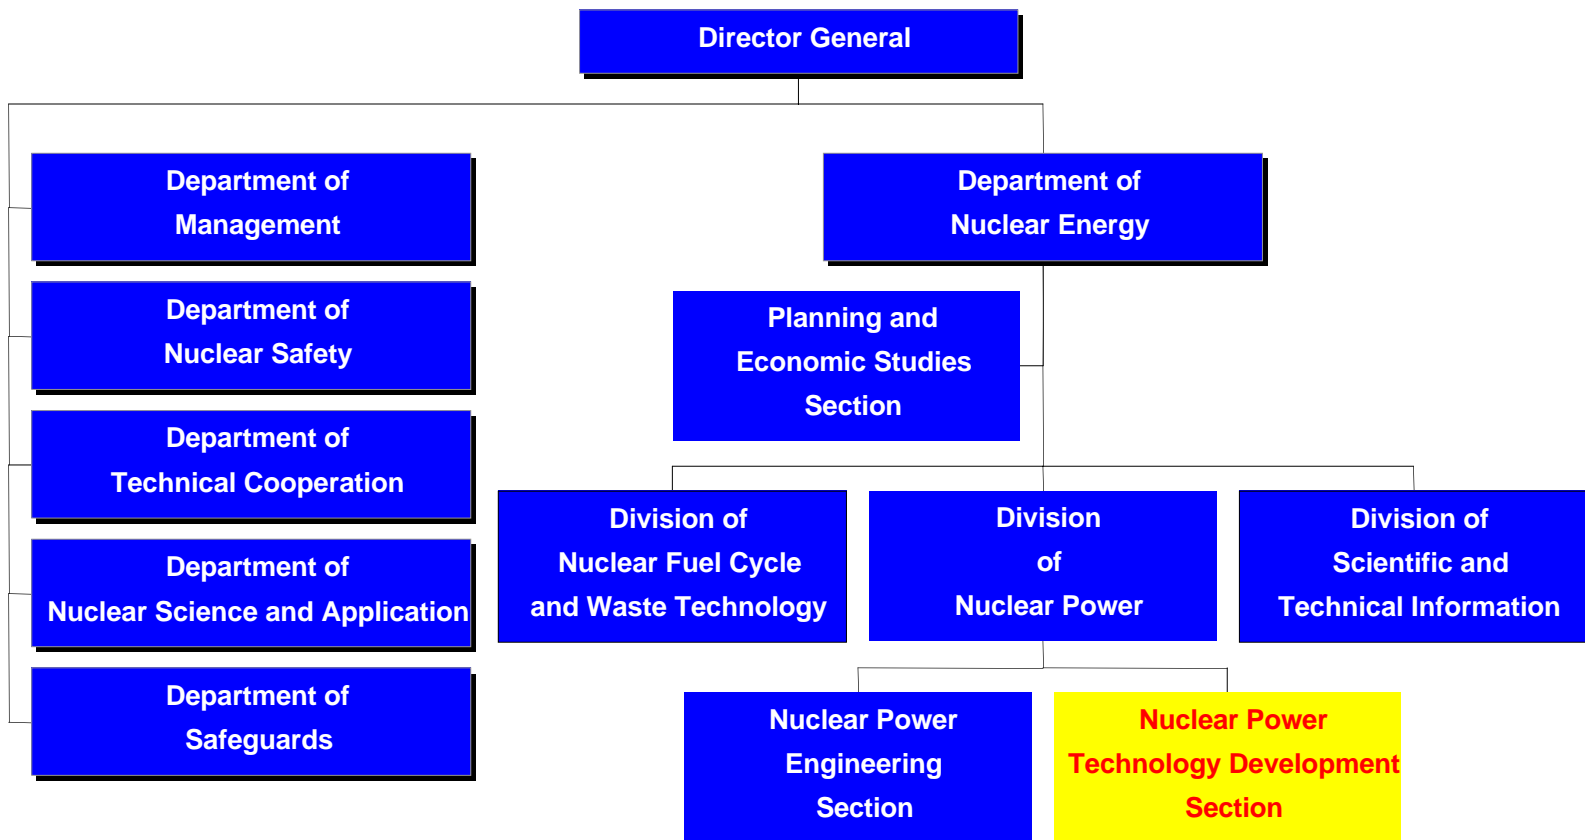 Director General
Department of
Management
Department of
Nuclear Safety
Department of
Technical Cooperation
Department of
Nuclear Science and Application
Department of
Safeguards
Department of
Nuclear Energy
Planning and
Economic Studies
Section
Division of
Nuclear Fuel Cycle
and Waste Technology
Division
of
Nuclear Power
Division of
Scientific and
Technical Information
Nuclear Power
Engineering
Section
Nuclear Power
Technology Development
Section